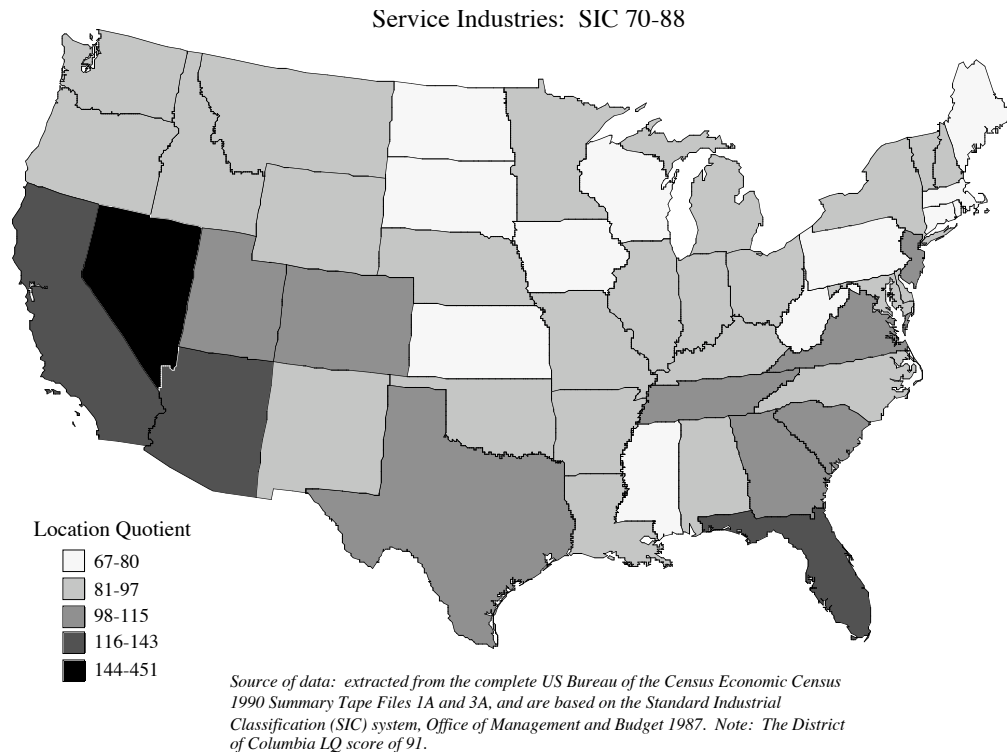 Service Industries: SIC 70-88
Location Quotient
67-80
81-97
98-115
116-143
144-451
Source of data: extracted from the complete US Bureau of the Census Economic Census
1990 Summary Tape Files 1A and 3A, and are based on the Standard Industrial
Classification (SIC) system, Office of Management and Budget 1987. Note: The District
of Columbia LQ score of 91.